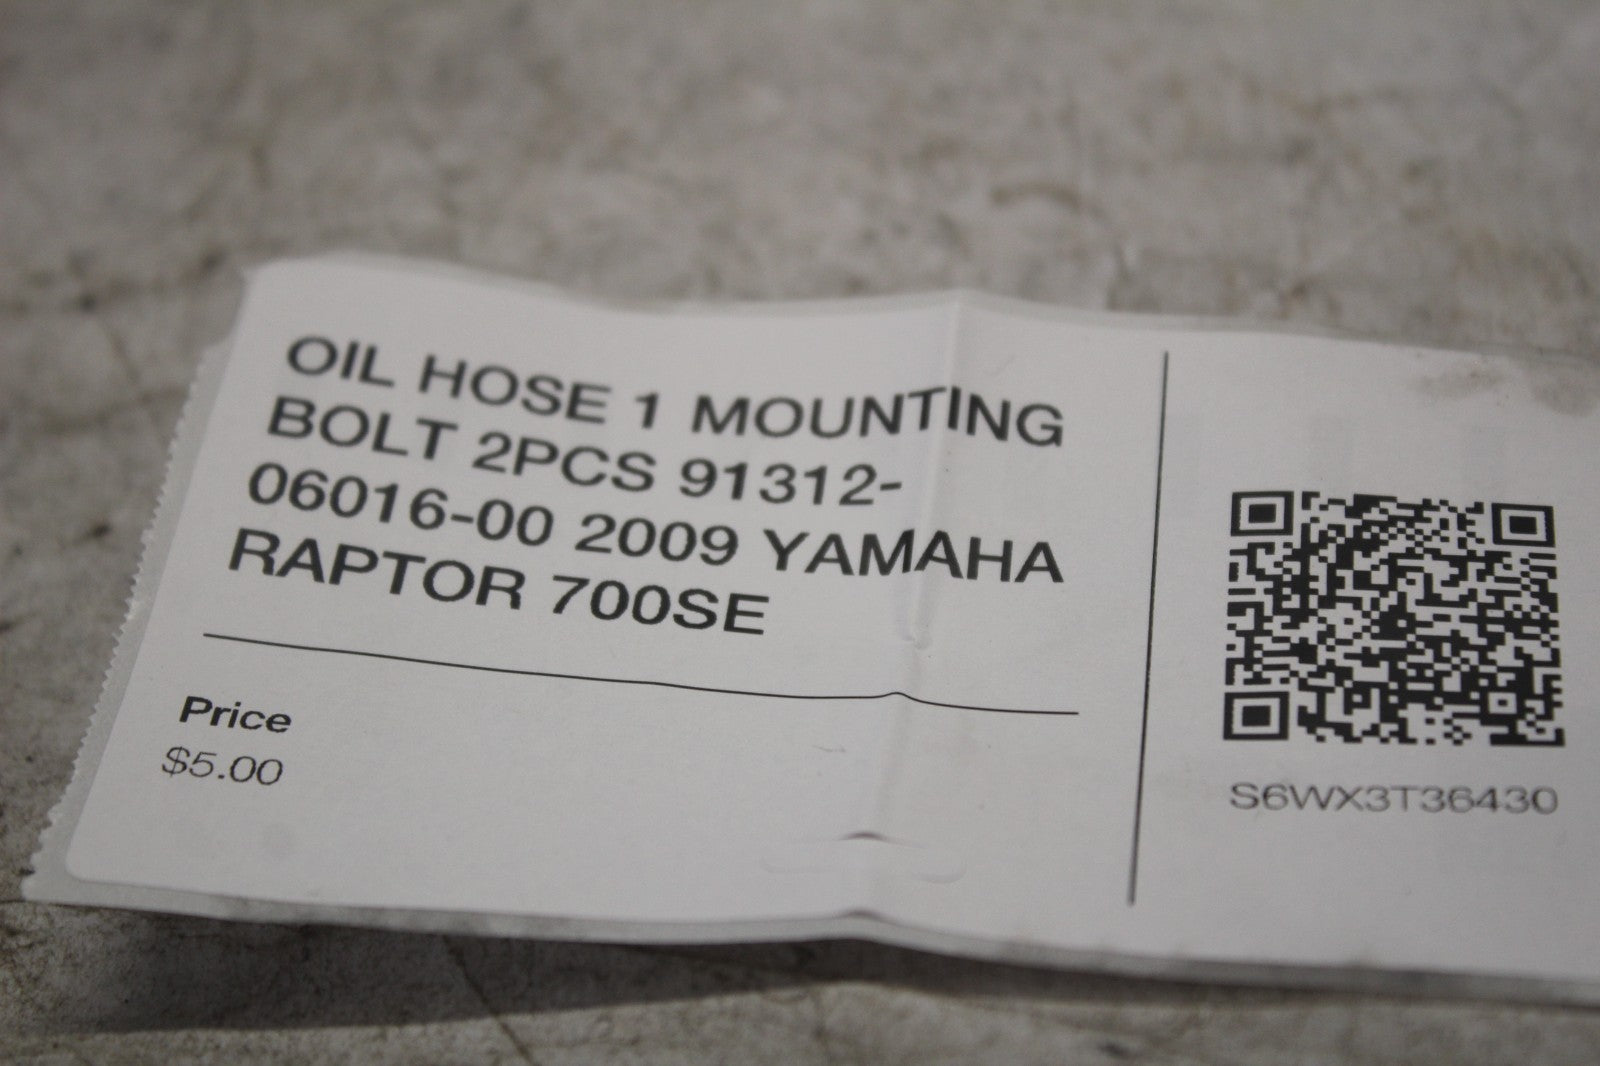 OIL HOSE 1 MOUNTING
BOLT 2PCS 91312-
06016-00 2009 YAMAHA
RAPTOR 700SE
Price
$5.00
S6WX3T36430